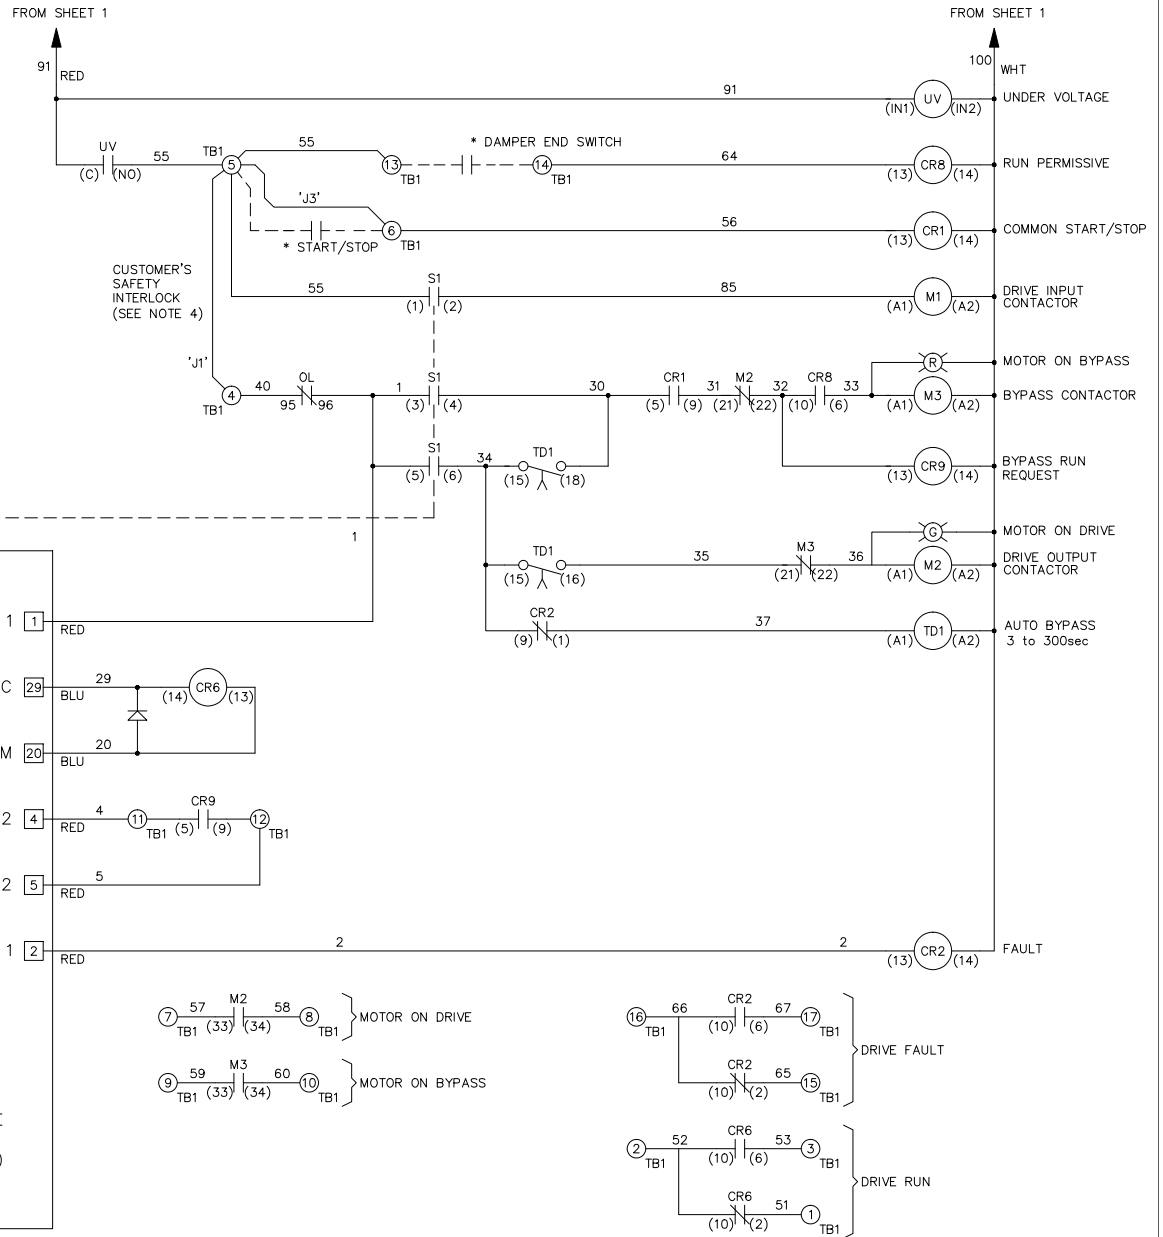 FROM SHEET 1
FROM SHEET 1
91
RED
100
WHT
91
(IN1)
UV
(IN2)
UNDER VOLTAGE
UV
(C)
(NO)
55
TB1
5
55
13
TB1
* DAMPER END SWITCH
14
TB1
64
(13)
CR8
(14)
RUN PERMISSIVE
'J3'
* START/STOP
6
TB1
56
(13)
CR1
(14)
COMMON START/STOP
CUSTOMER'S
SAFETY
INTERLOCK
(SEE NOTE 4)
55
S1
(1)
(2)
85
(A1)
M1
(A2)
DRIVE INPUT
CONTACTOR
'J1'
R
MOTOR ON BYPASS
4
TB1
40
OL
95
96
1
S1
(3)
(4)
30
CR1
(5)
(9)
31
M2
(21)
(22)
32
CR8
(10)
(6)
33
(A1)
M3
(A2)
BYPASS CONTACTOR
S1
(5)
(6)
34
TD1
(15)
(18)
(13)
CR9
(14)
BYPASS RUN
REQUEST
1
G
MOTOR ON DRIVE
TD1
(15)
(16)
35
M3
(21)
(22)
36
(A1)
M2
(A2)
DRIVE OUTPUT
CONTACTOR
1
1
RED
CR2
(9)
(1)
37
(A1)
TD1
(A2)
AUTO BYPASS
3 to 300sec
C
29
BLU
29
(14)
CR6
(13)
M
20
BLU
20
2
4
RED
4
11
TB1
CR9
(5)
(9)
12
TB1
2
5
RED
5
1
2
RED
2
2
(13)
CR2
(14)
FAULT
7
TB1
57
M2
(33)
(34)
58
8
TB1
MOTOR ON DRIVE
9
TB1
59
M3
(33)
(34)
60
10
TB1
MOTOR ON BYPASS
16
TB1
66
CR2
(10)
(6)
67
17
TB1
DRIVE FAULT
CR2
(10)
(2)
65
15
TB1
2
TB1
52
CR6
(10)
(6)
53
3
TB1
DRIVE RUN
CR6
(10)
(2)
51
1
TB1
)